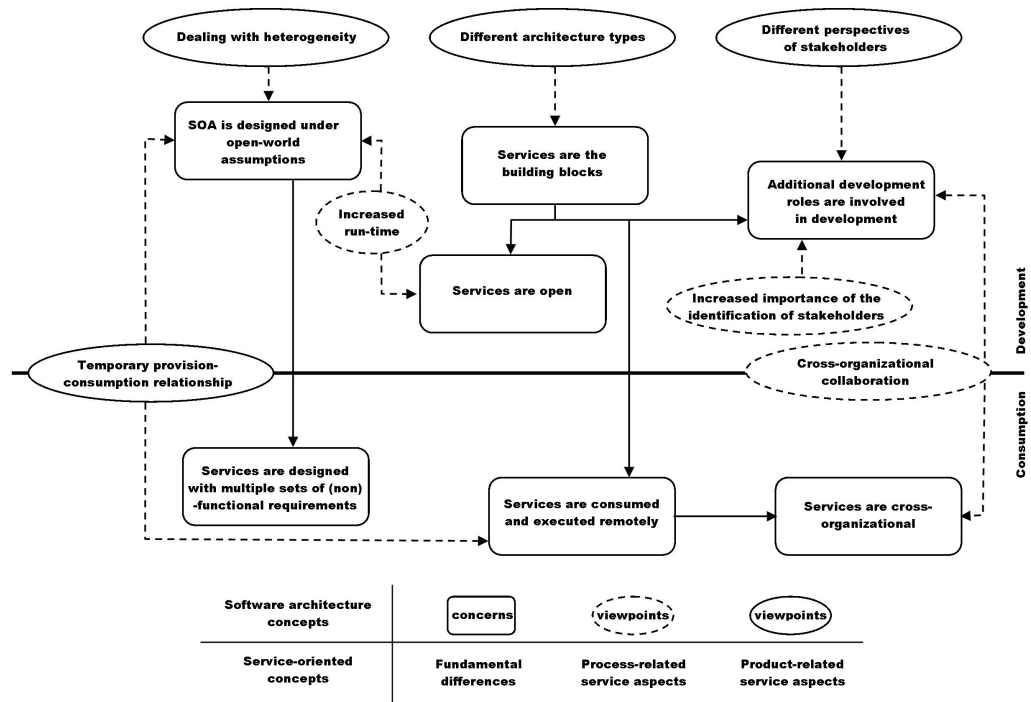 Dealing with heterogeneity
Different architecture types
Different perspectives
of stakeholders
SOA is designed under
open-world
assumptions
Services are the
building blocks
Additional development
roles are involved
in development
Increased
run-time
Services are open
Increased importance of the
identification of stakeholders
Development
Temporary provision-
consumption relationship
Cross-organizational
collaboration
Consumption
Services are designed
with multiple sets of (non)
-functional requirements
Services are consumed
and executed remotely
Services are cross-
organizational
Software architecture
concepts
concerns
viewpoints
viewpoints
Service-oriented
concepts
Fundamental
differences
Process-related
service aspects
Product-related
service aspects